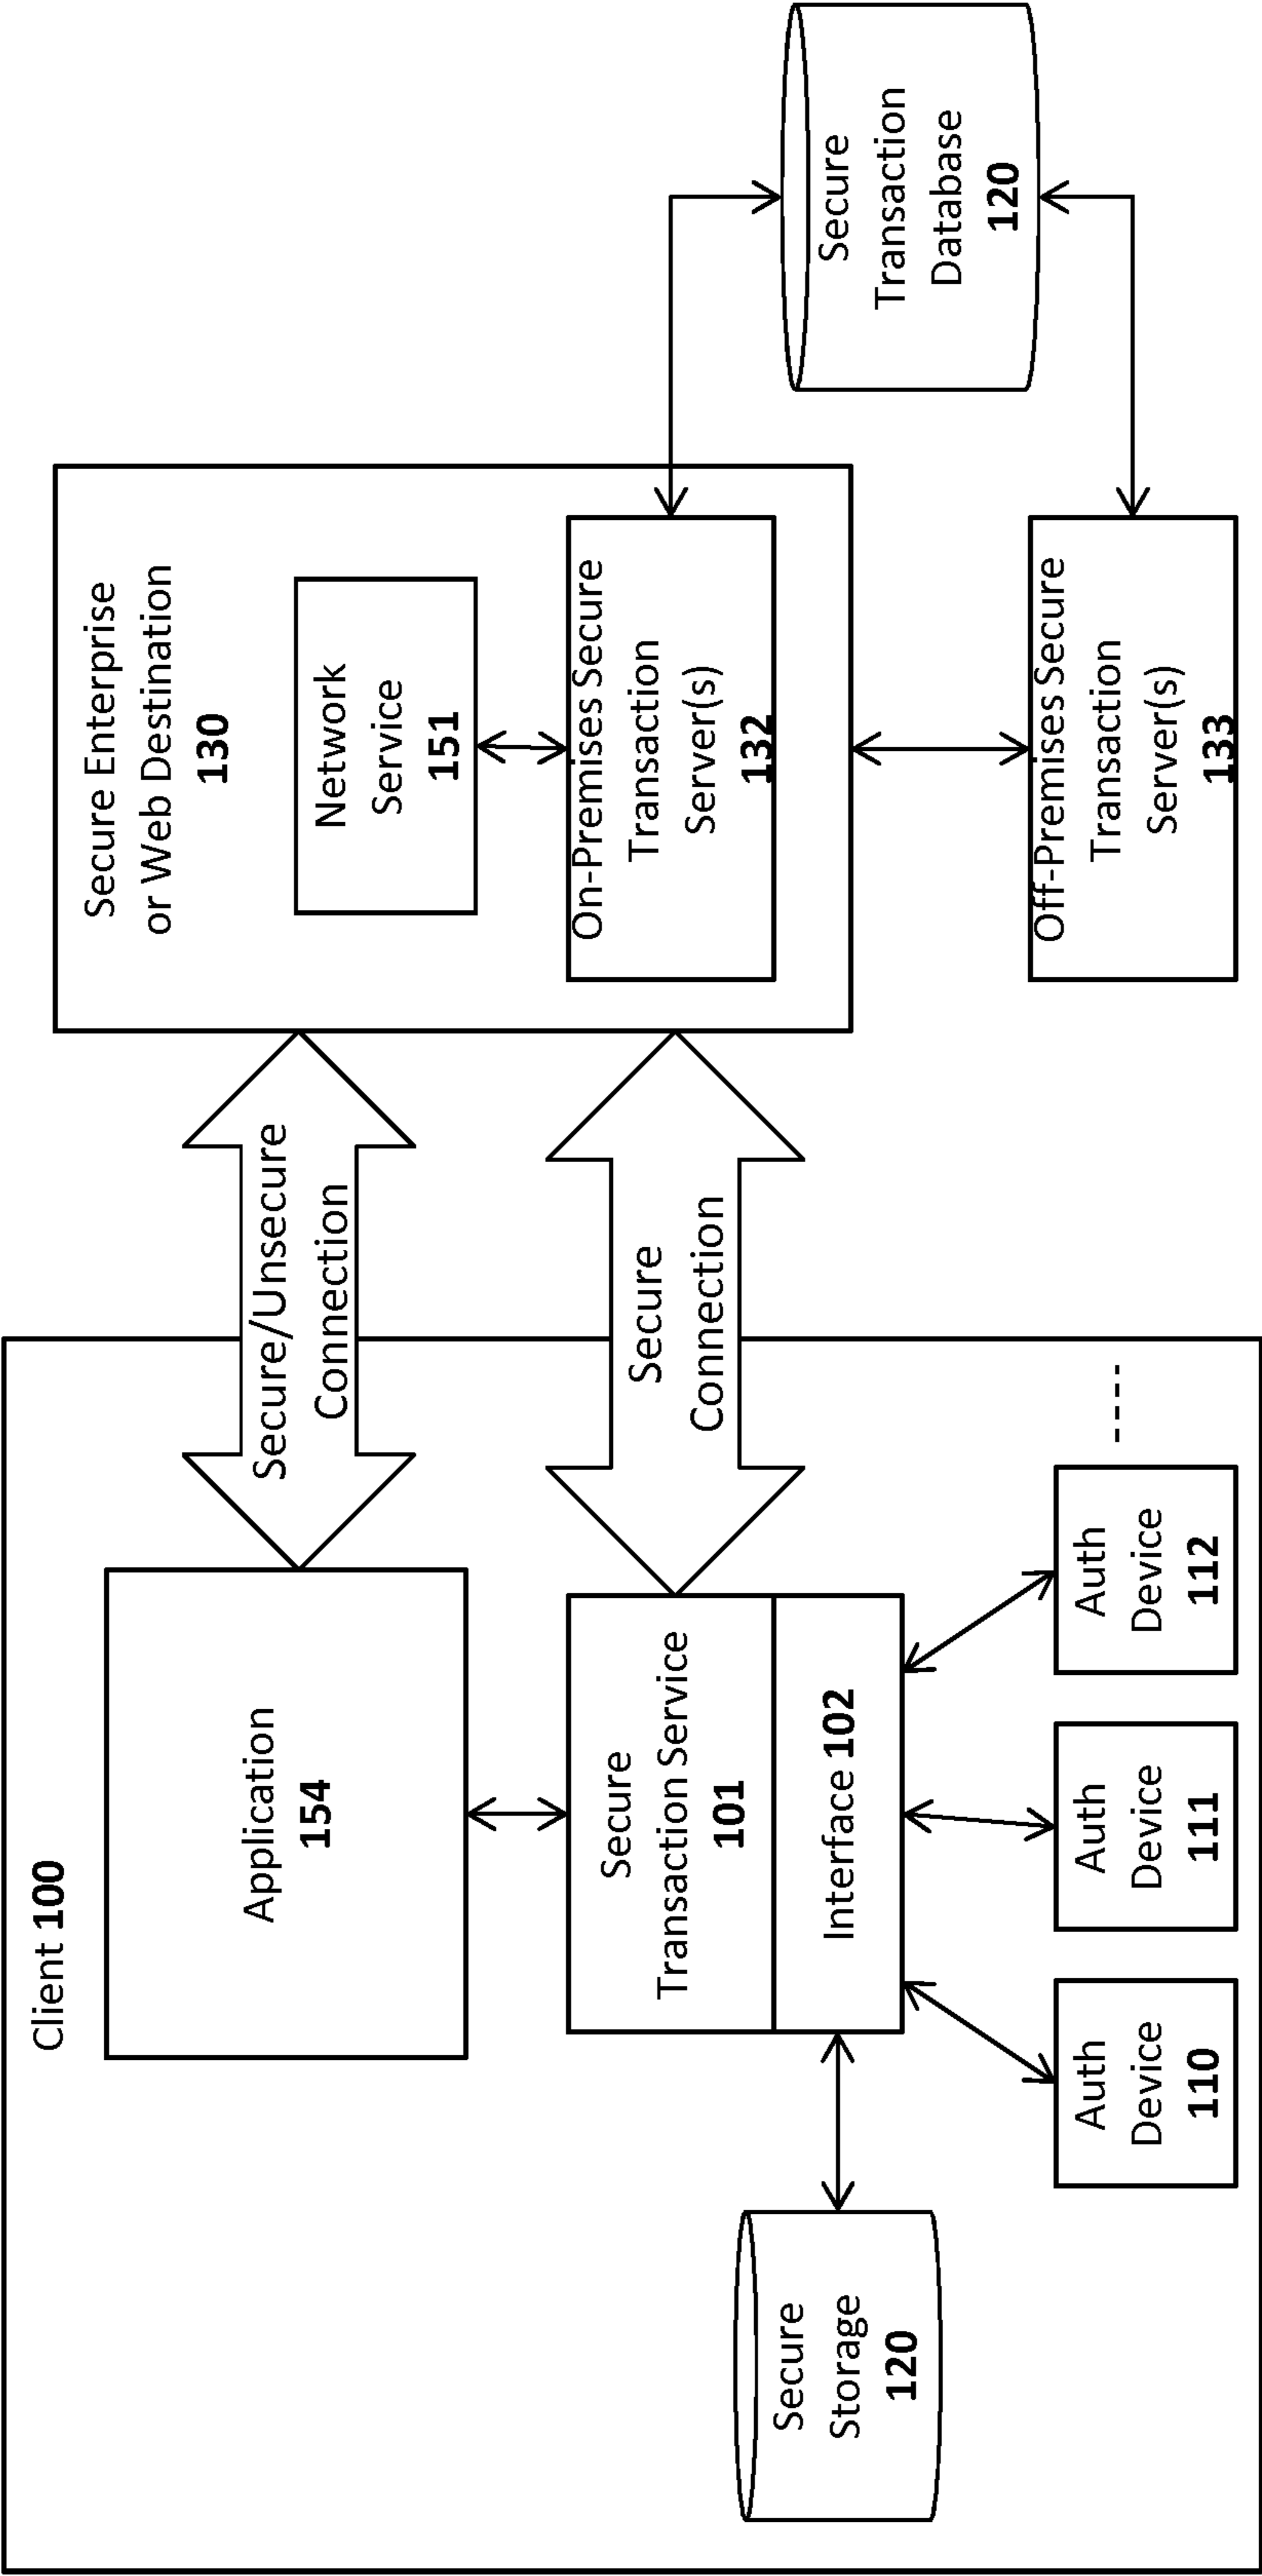 Client 100
Application
154
Secure
Transaction Service
101
Interface 102
Secure
Storage
120
Auth
Device
110
Auth
Device
111
Auth
Device
112
Secure/Unsecure
Connection
Secure
Connection
Secure Enterprise
or Web Destination
130
Network
Service
151
On-Premises Secure
Transaction
Server(s)
132
Off-Premises Secure
Transaction
Server(s)
133
Secure
Transaction
Database
120